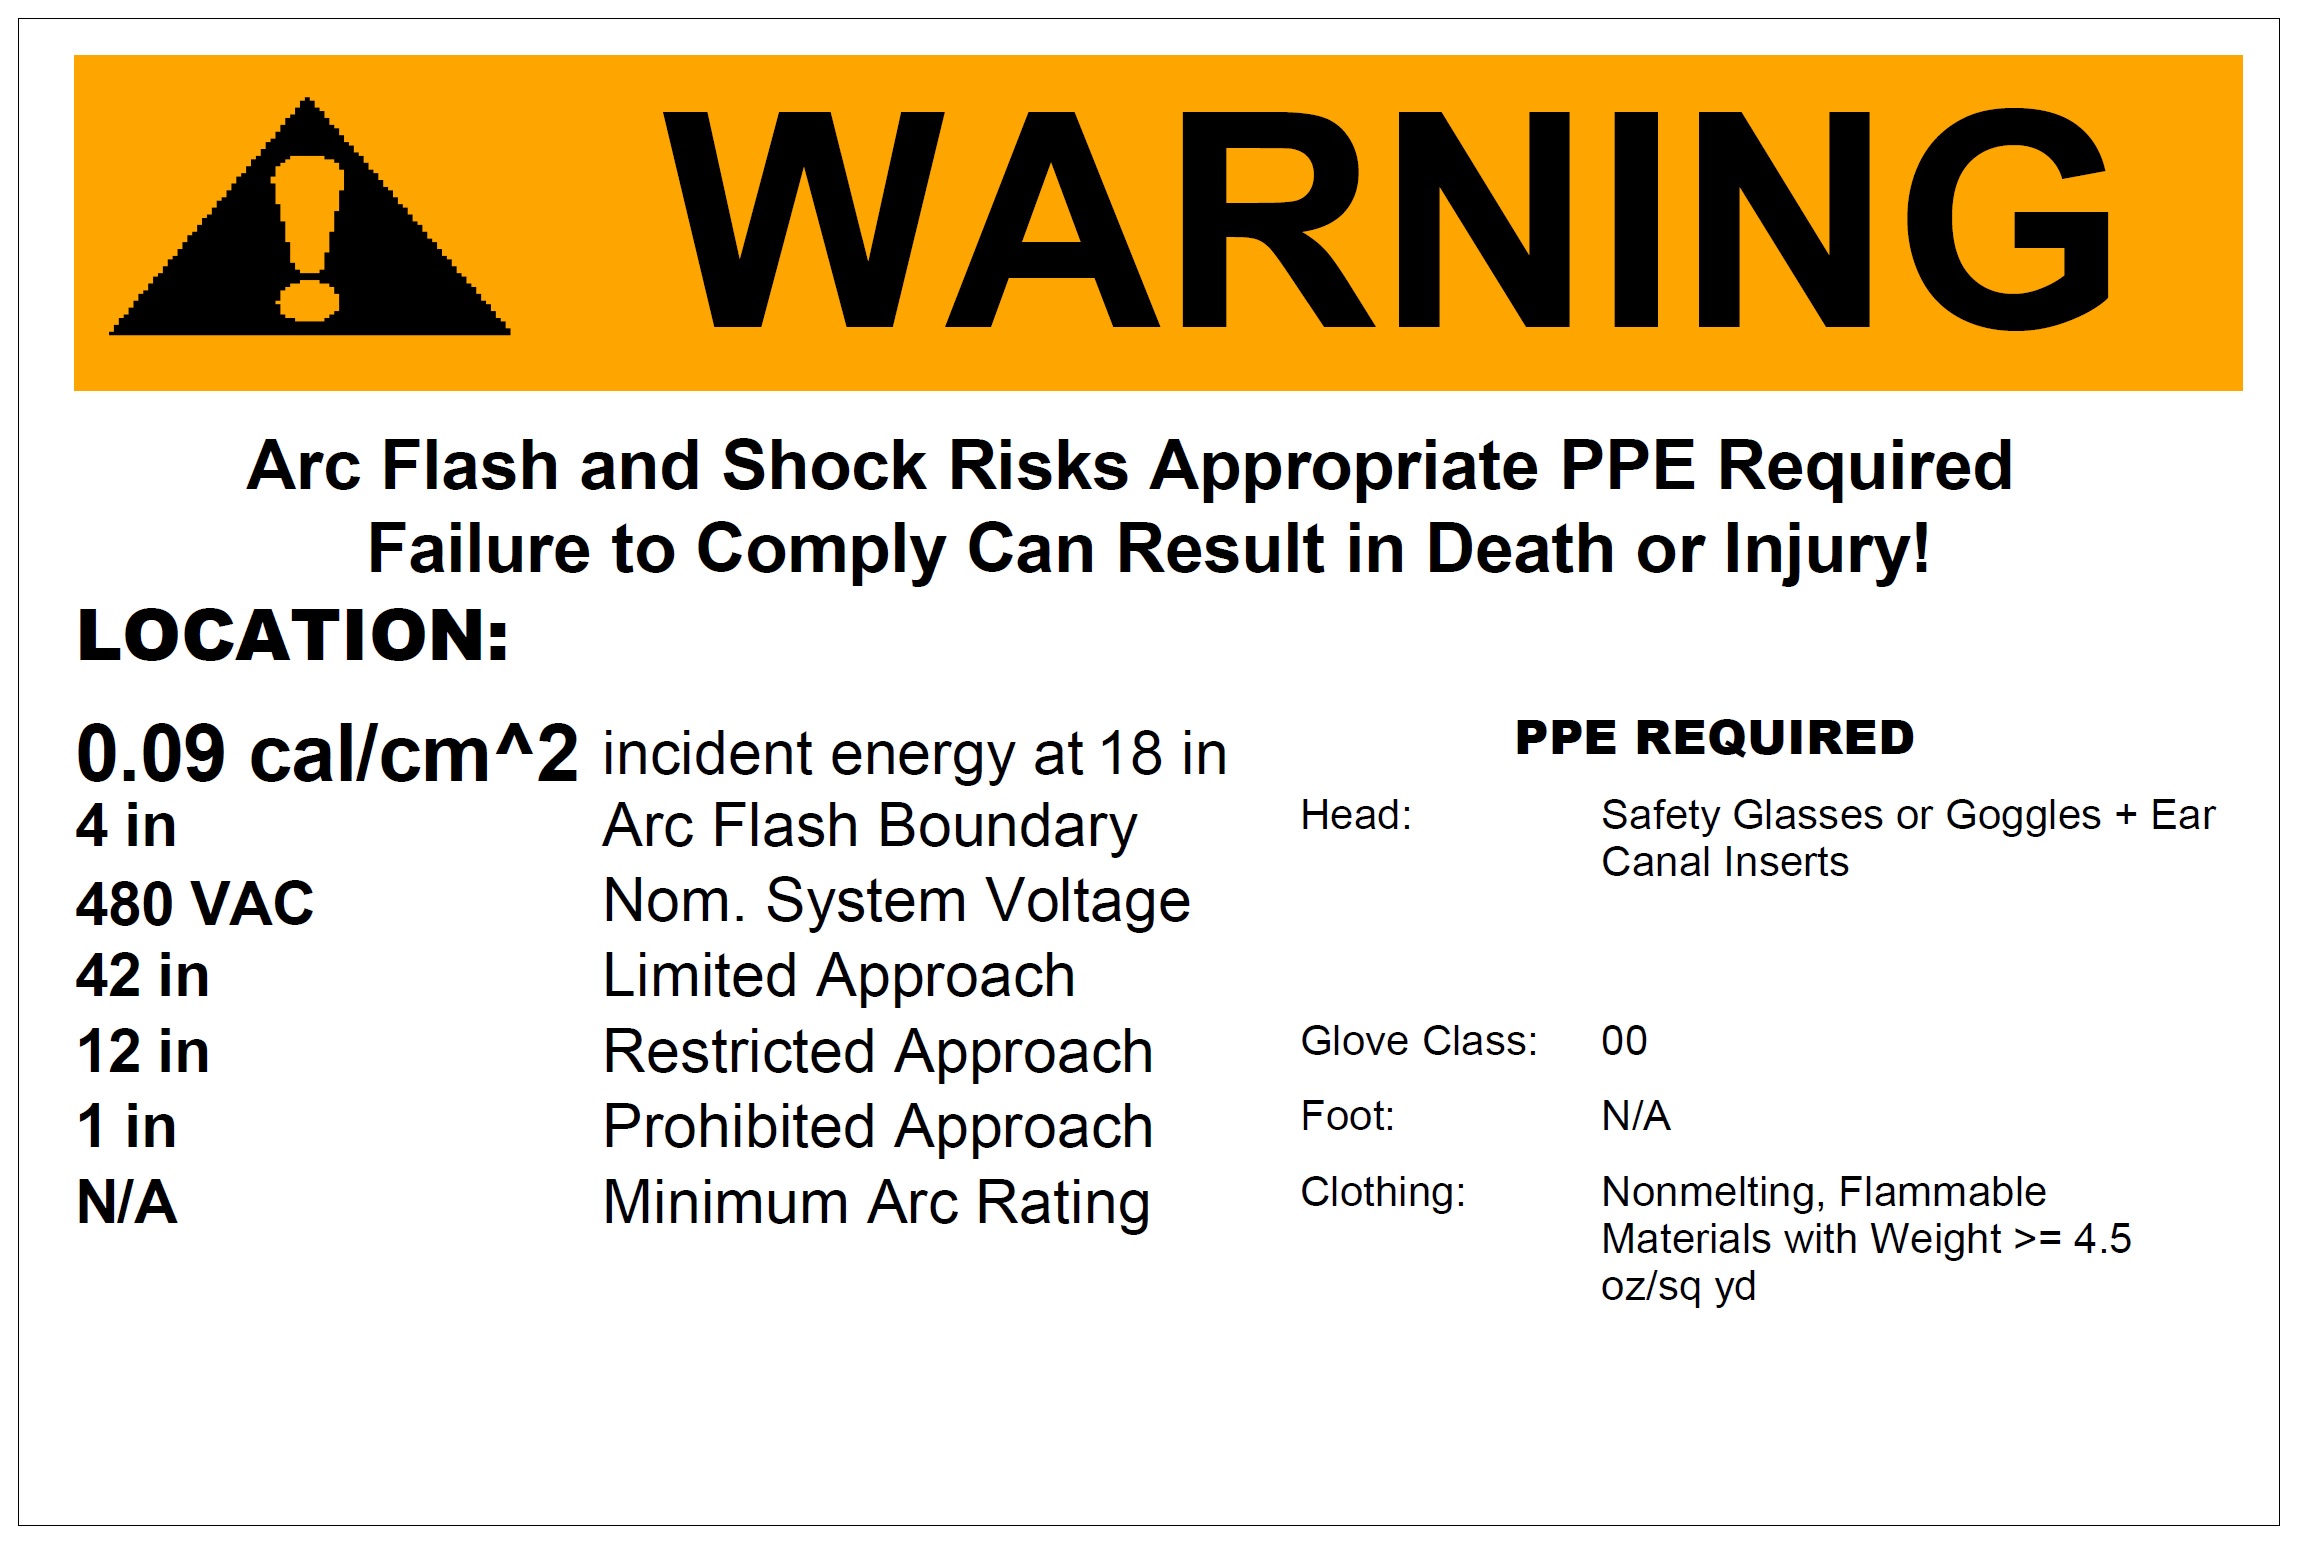 WARNING
Arc Flash and Shock Risks Appropriate PPE Required
Failure to Comply Can Result in Death or Injury!
LOCATION:
0.09 cal/cm^2 incident energy at 18 in
4 in Arc Flash Boundary
480 VAC Nom. System Voltage
42 in Limited Approach
12 in Restricted Approach
1 in Prohibited Approach
N/A Minimum Arc Rating
PPE REQUIRED
Head: Safety Glasses or Goggles + Ear
Canal Inserts
Glove Class: 00
Foot: N/A
Clothing: Nonmelting, Flammable
Materials with Weight >= 4.5
oz/sq yd